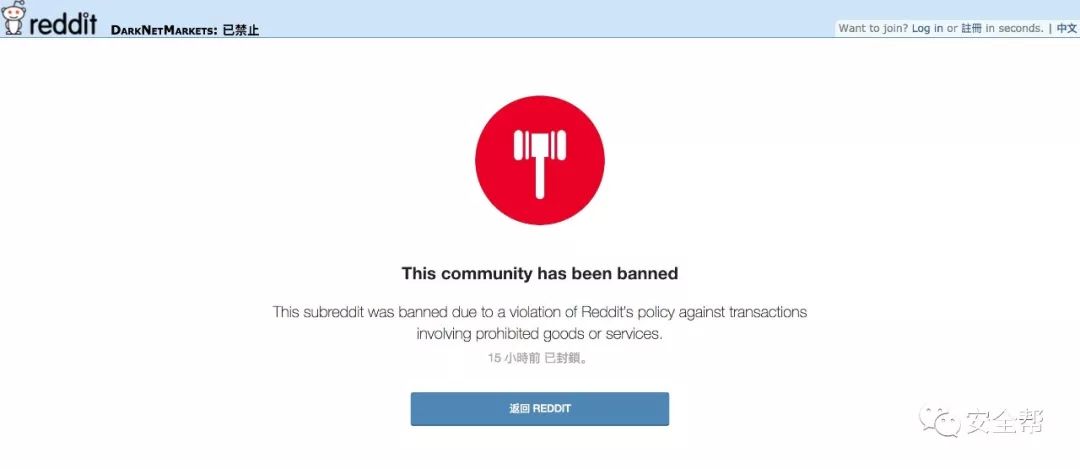 reddit DARKNETMARKETS: 已禁止
Want to join? Log in or 註冊 in seconds. | 中文
This community has been banned
This subreddit was banned due to a violation of Reddit's policy against transactions
involving prohibited goods or services.
15 小時前 已封鎖。
返回 REDDIT
安全帮